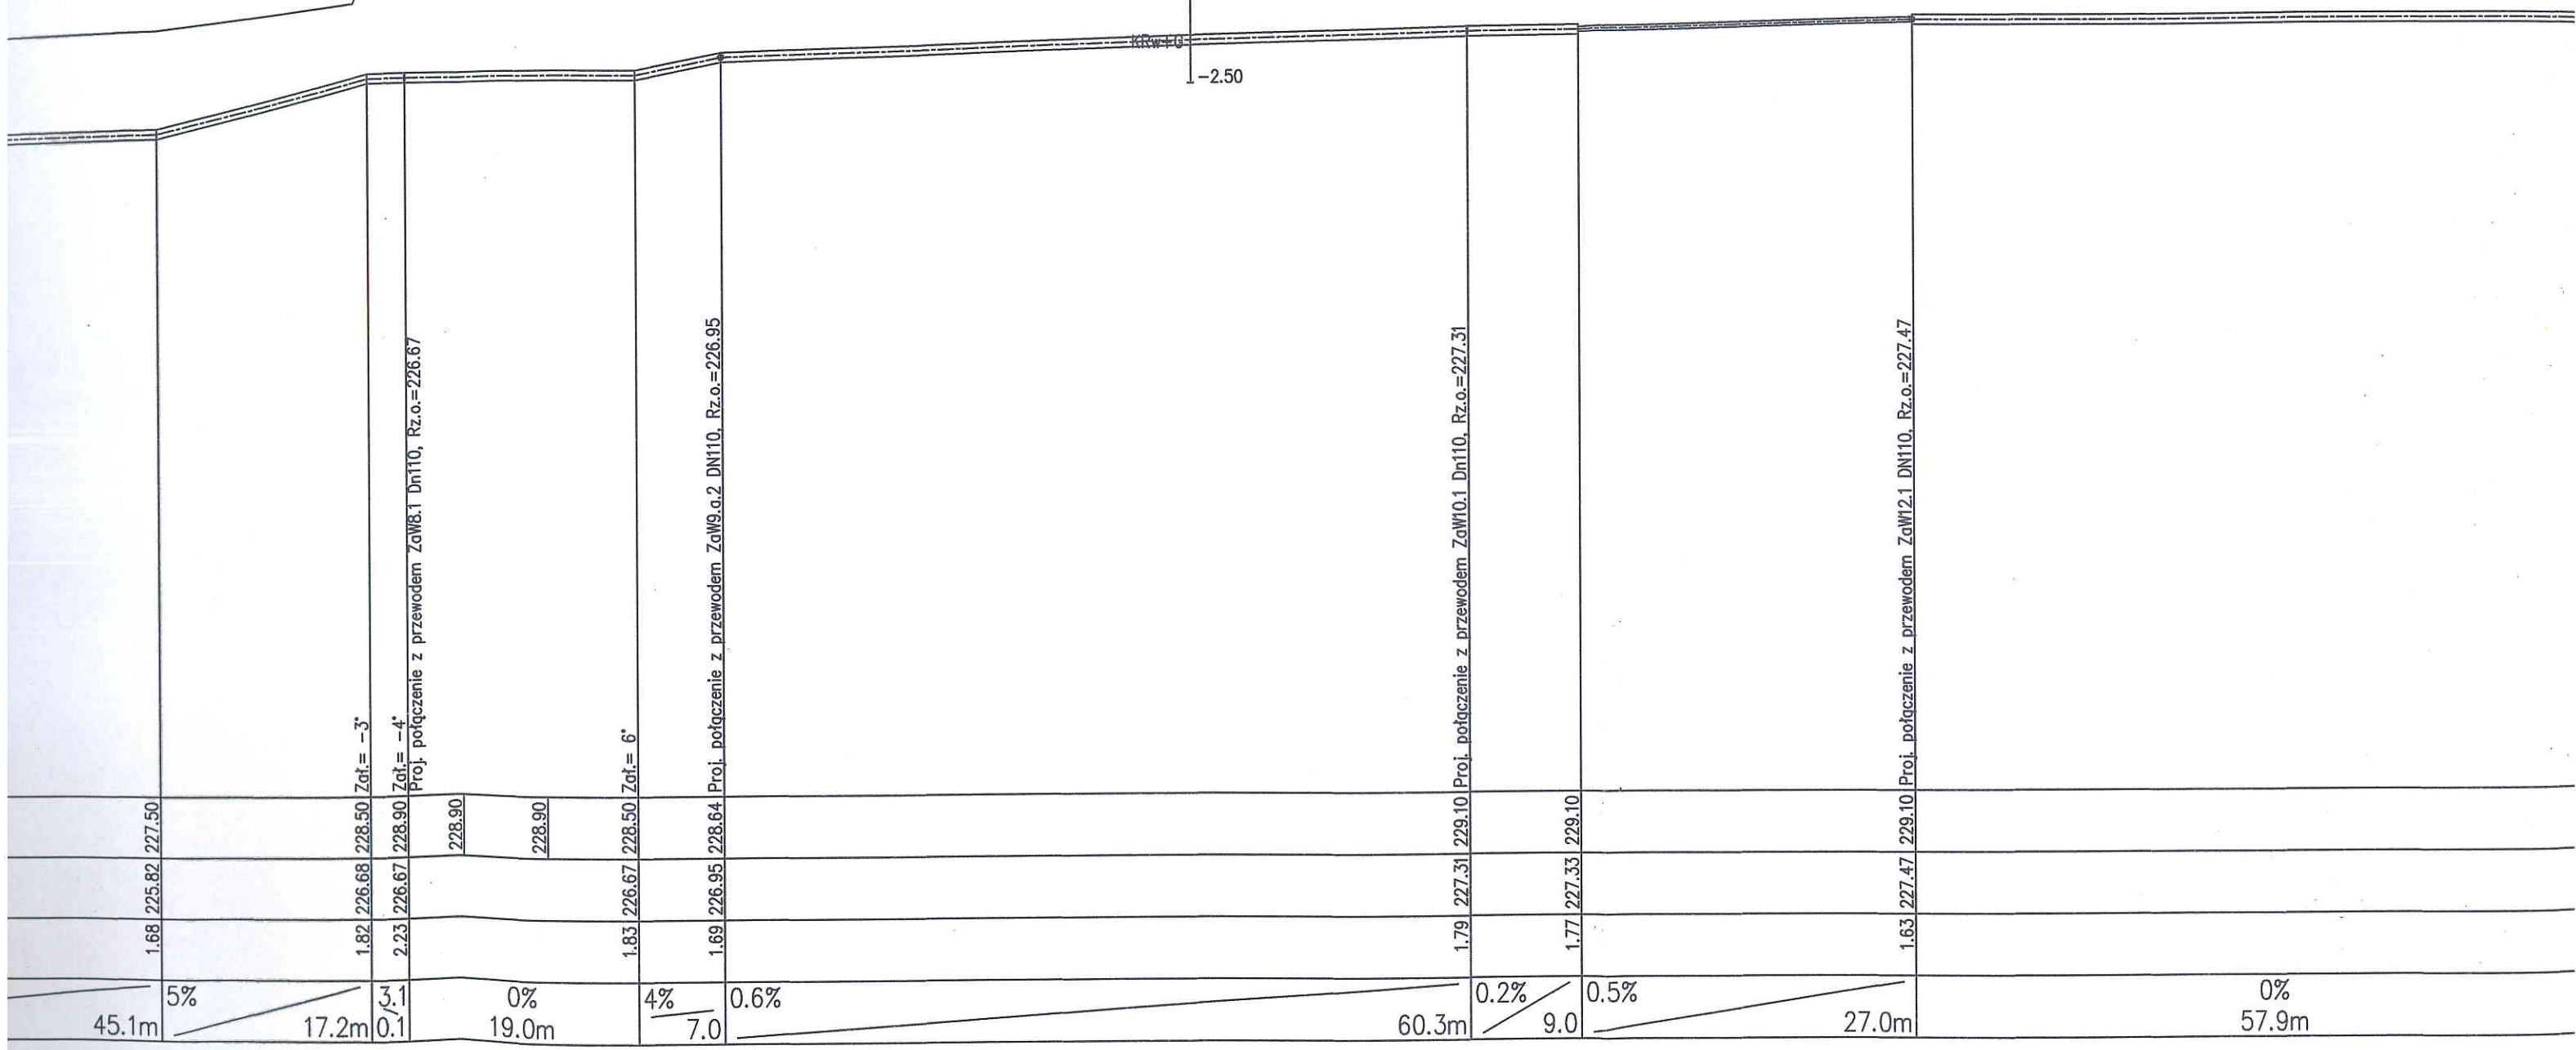 KRw+G
-2.50
Proj. połączenie z przewodem ZaW8.1 Dn110, Rz.o.=226.67
Proj. połączenie z przewodem ZaW9.a.2 DN110, Rz.o.=226.95
Proj. połączenie z przewodem ZaW10.1 Dn110, Rz.o.=227.31
Proj. połączenie z przewodem ZaW12.1 DN110, Rz.o.=227.47
Zał.= -3°
Zał.= -4°
Zał.= 6°
227.50
228.50
228.90
228.90
228.90
228.50
228.64
229.10
229.10
229.10
225.82
226.68
226.67
226.67
226.95
227.31
227.33
227.47
1.68
1.82
2.23
1.83
1.69
1.79
1.77
1.63
5%
3.1
0%
4%
0.6%
0.2%
0.5%
0%
45.1m
17.2m
0.1
19.0m
7.0
60.3m
9.0
27.0m
57.9m